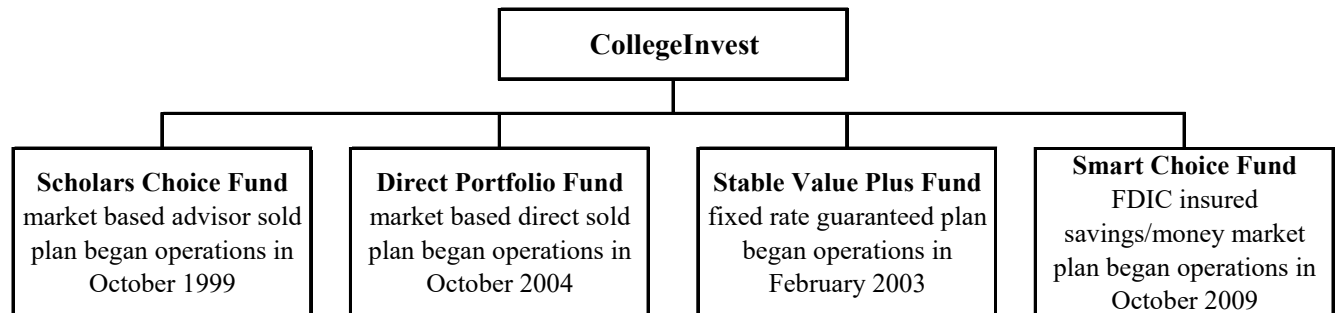 CollegeInvest
Scholars Choice Fund
market based advisor sold
plan began operations in
October 1999
Direct Portfolio Fund
market based direct sold
plan began operations in
October 2004
Stable Value Plus Fund
fixed rate guaranteed plan
began operations in
February 2003
Smart Choice Fund
FDIC insured
savings/money market
plan began operations in
October 2009